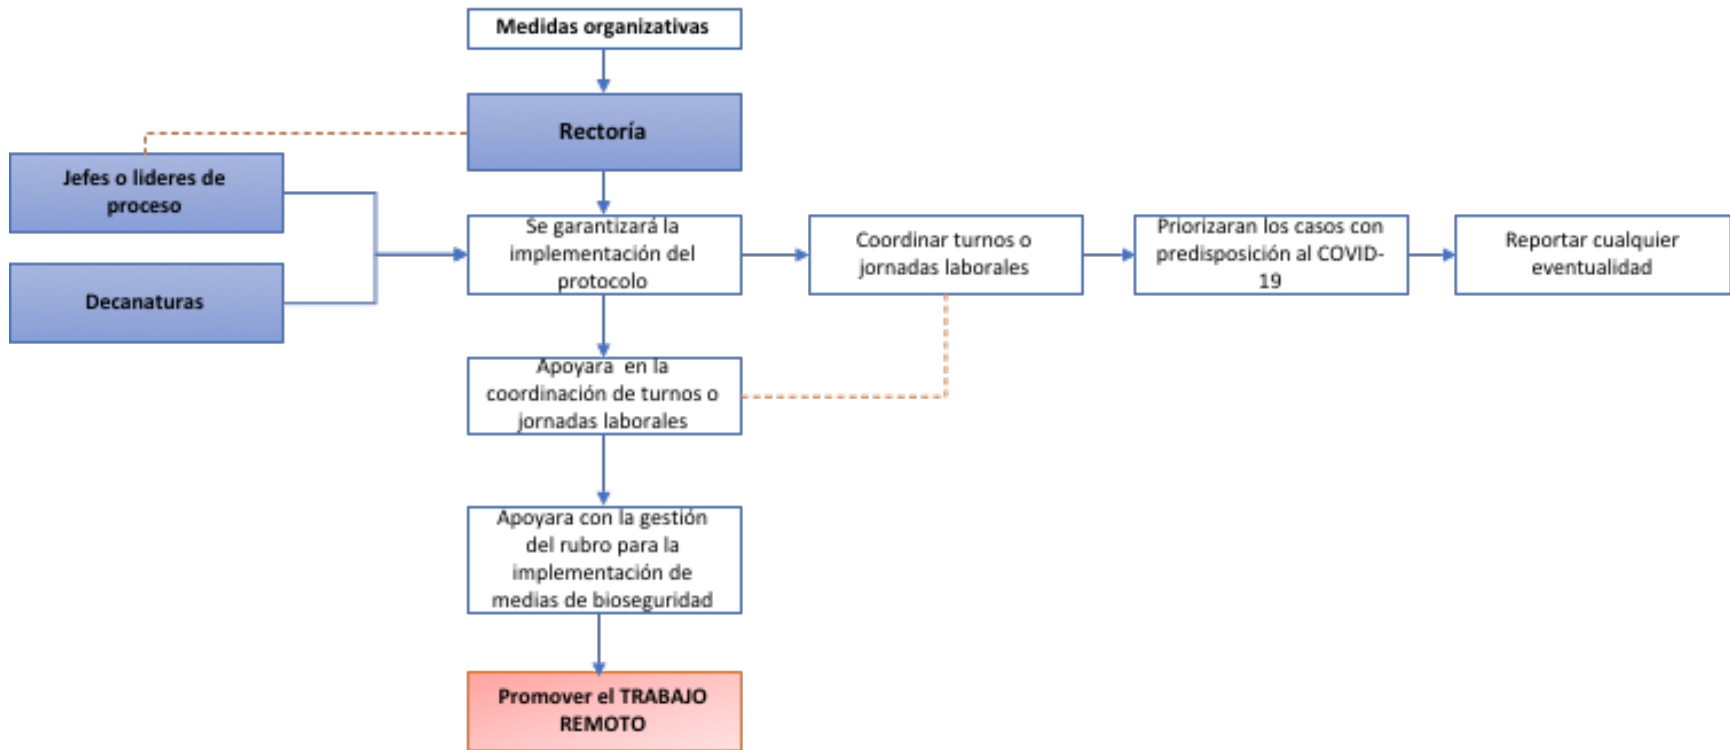 Medidas organizativas
Rectoría
Jefes o lideres de
proceso
Decanaturas
Se garantizará la
implementación del
protocolo
Coordinar turnos o
jornadas laborales
Priorizaran los casos con
predisposición al COVID-
19
Reportar cualquier
eventualidad
Apoyara  en la
coordinación de turnos o
jornadas laborales
Apoyara con la gestión
del rubro para la
implementación de
medias de bioseguridad
Promover el TRABAJO
REMOTO